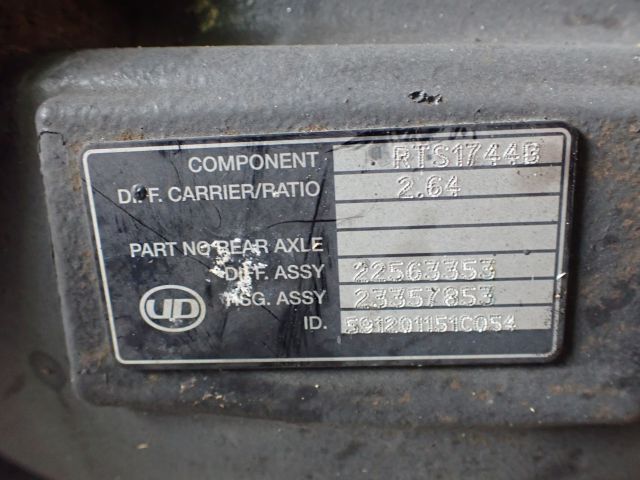 COMPONENT RTS1744B
DIFF. CARRIER/RATIO 2.64
PART NO REAR AXLE
DIFF. ASSY 22563353
HSG. ASSY 23357853
UD
ID. 591201151C054